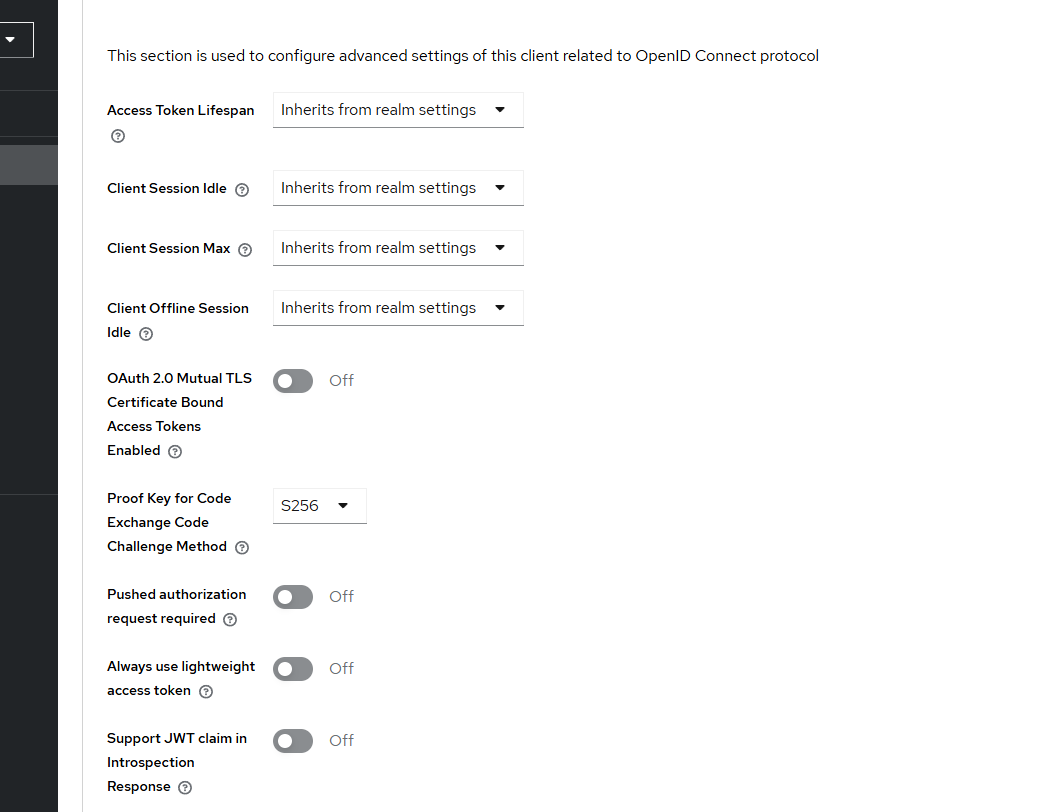 This section is used to configure advanced settings of this client related to OpenID Connect protocol
Access Token Lifespan
Inherits from realm settings
Client Session Idle
Inherits from realm settings
Client Session Max
Inherits from realm settings
Client Offline Session
Idle
Inherits from realm settings
OAuth 2.0 Mutual TLS
Certificate Bound
Access Tokens
Enabled
Off
Proof Key for Code
Exchange Code
Challenge Method
S256
Pushed authorization
request required
Off
Always use lightweight
access token
Off
Support JWT claim in
Introspection
Response
Off